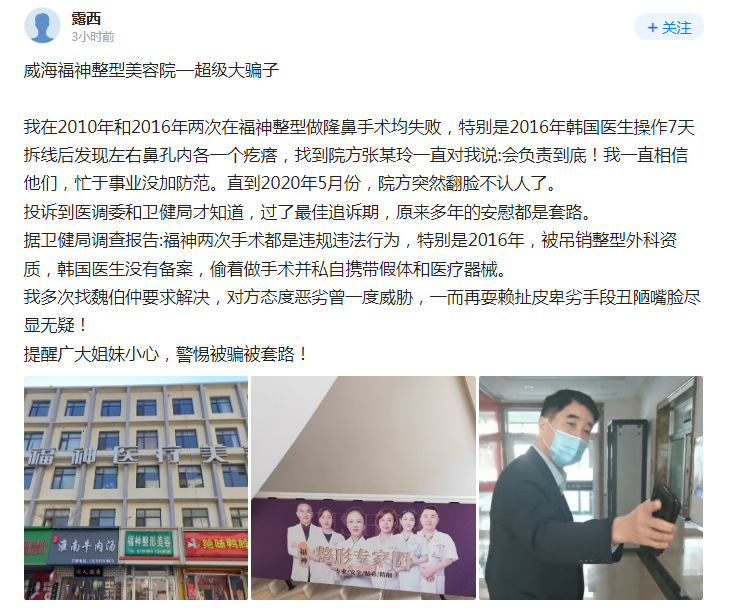 露西
3小时前
+ 关注
威海福神整型美容院—超级大骗子
我在2010年和2016年两次在福神整型做隆鼻手术均失败，特别是2016年韩国医生操作7天
拆线后发现左右鼻孔内各一个疙瘩，找到院方张某玲一直对我说:会负责到底！我一直相信
他们，忙于事业没加防范。直到2020年5月份，院方突然翻脸不认人了。
投诉到医调委和卫健局才知道，过了最佳追诉期，原来多年的安慰都是套路。
据卫健局调查报告:福神两次手术都是违规违法行为，特别是2016年，被吊销整型外科资
质，韩国医生没有备案，偷着做手术并私自携带假体和医疗器械。
我多次找魏伯仲要求解决，对方态度恶劣曾一度威胁，一而再耍赖扯皮卑劣手段丑陋嘴脸尽
显无疑！
提醒广大姐妹小心，警惕被骗被套路！
福神医疗美
淮南牛肉汤
福神整形美容
绝味鸭脖
福神
整形专家团